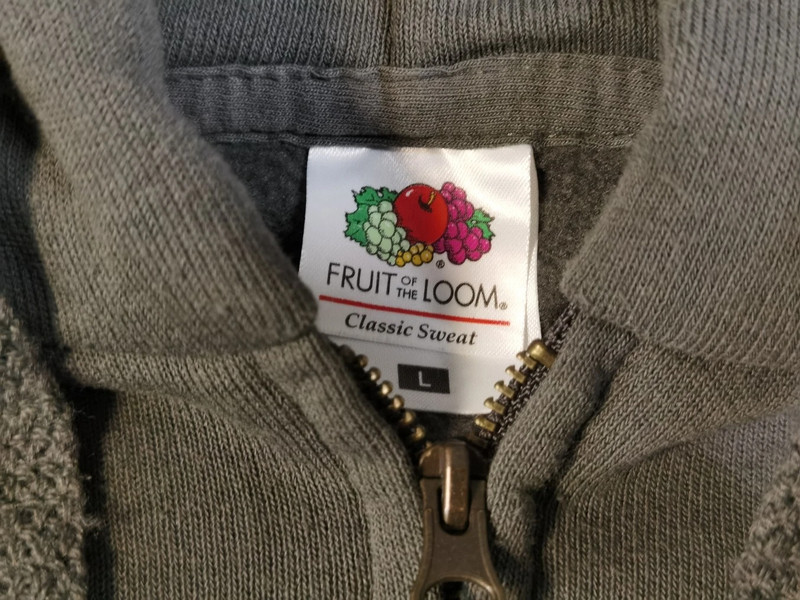 ®
FRUIT OF THE LOOM®
Classic Sweat
L